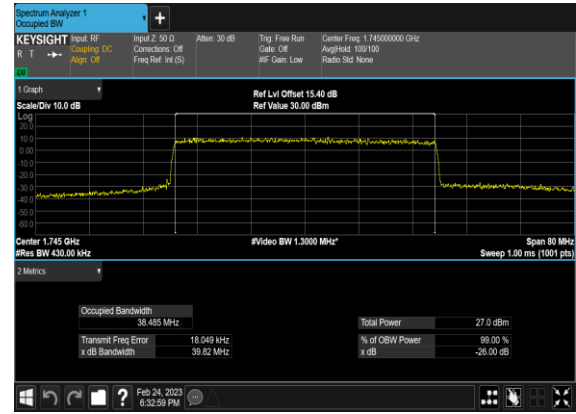 Spectrum Analyzer 1
Occupied BW
+
KEYSIGHT Input: RF Input Z: 50 Ω Atten: 30 dB Trig: Free Run Center Freq: 1.745000000 GHz
R T Coupling: DC Corrections: Off Gate: Off Avg|Hold: 100/100
Align: Off Freq Ref: Int (S) #IF Gain: Low Radio Std: None
1 Graph
Scale/Div 10.0 dB
Ref Lvl Offset 15.40 dB
Ref Value 30.00 dBm
Log
20.0
10.0
0.00
-10.0
-20.0
-30.0
-40.0
-50.0
-60.0
Center 1.745 GHz #Video BW 1.3000 MHz* Span 80 MHz
#Res BW 430.00 kHz Sweep 1.00 ms (1001 pts)
2 Metrics
Occupied Bandwidth
38.485 MHz Total Power 27.0 dBm
Transmit Freq Error 18.049 kHz % of OBW Power 99.00 %
x dB Bandwidth 39.82 MHz x dB -26.00 dB
?
Feb 24, 2023
6:32:59 PM